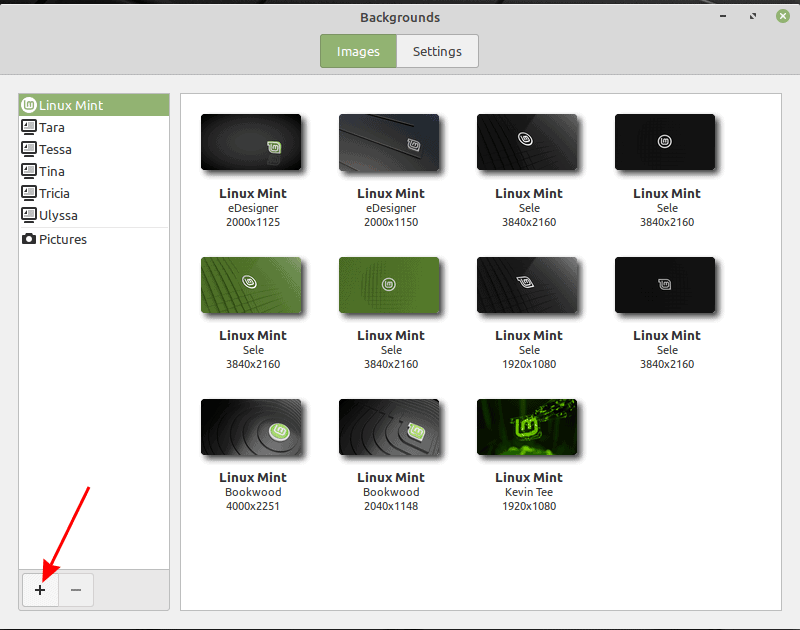 Backgrounds
Images Settings
Linux Mint
Tara
Tessa
Tina
Tricia
Ulyssa
Pictures
Linux Mint Linux Mint Linux Mint Linux Mint
eDesigner eDesigner Sele Sele
2000x1125 2000x1150 3840x2160 3840x2160
Linux Mint Linux Mint Linux Mint Linux Mint
Sele Sele Sele Sele
3840x2160 3840x2160 1920x1080 3840x2160
Linux Mint Linux Mint Linux Mint
Bookwood Bookwood Kevin Tee
4000x2251 2040x1148 1920x1080